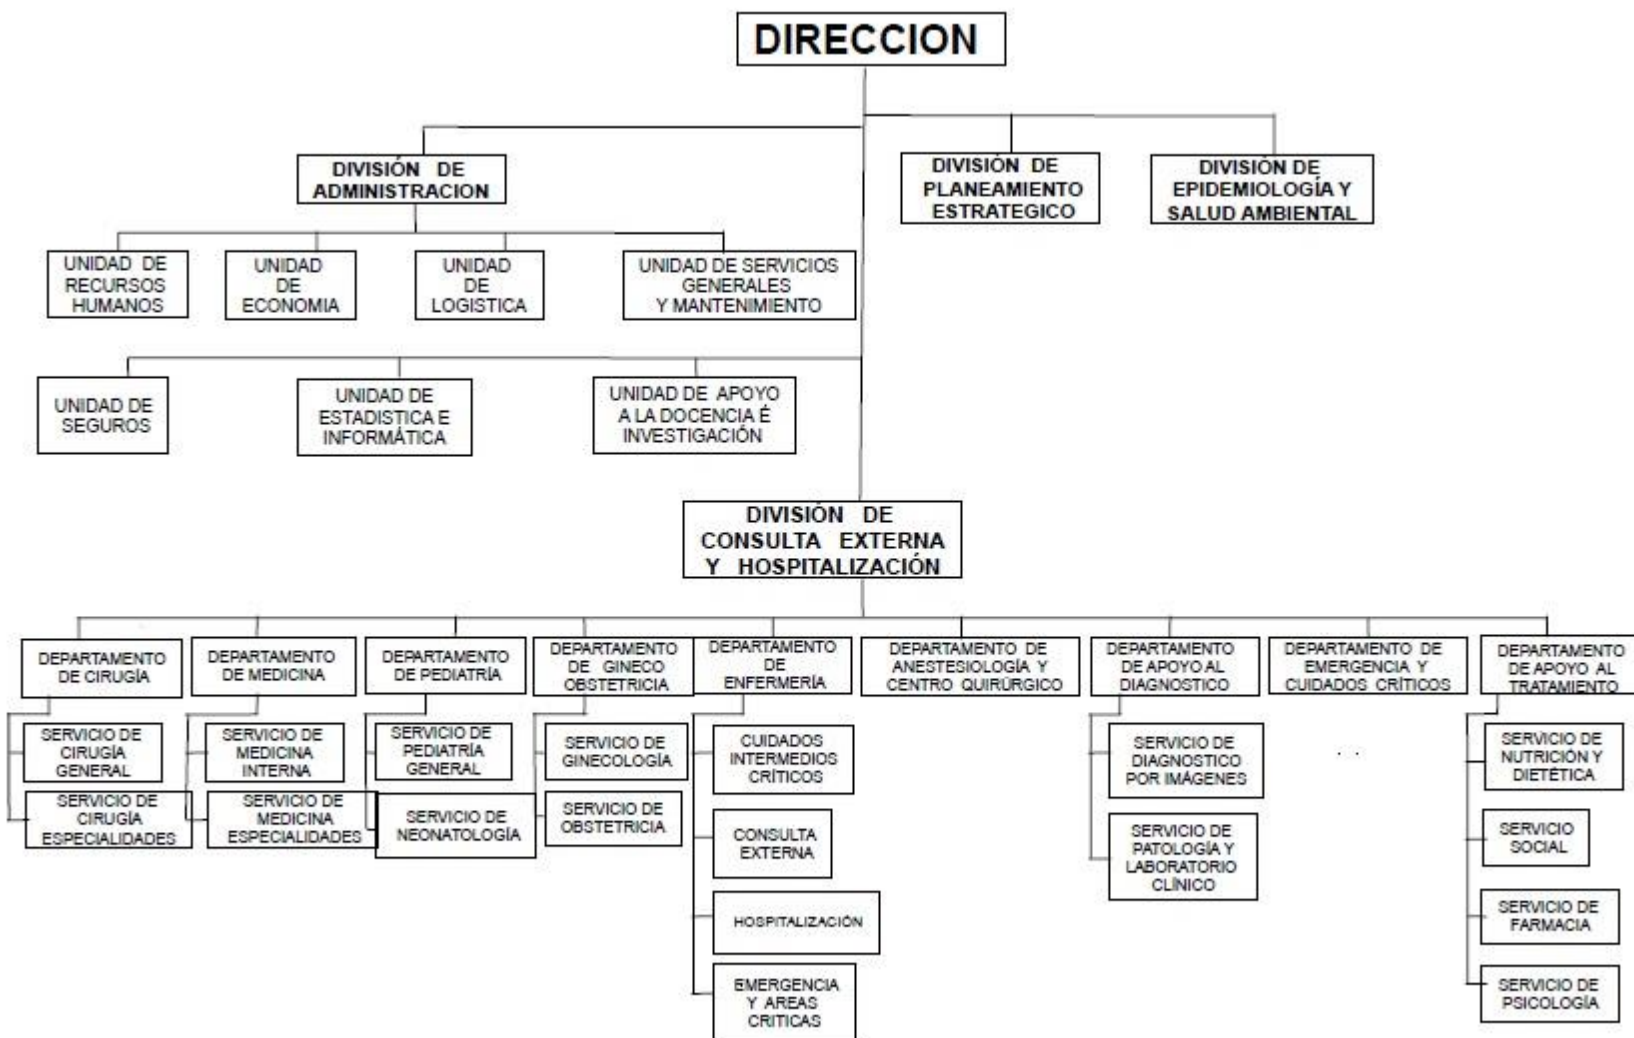 DIRECCION
DIVISIÓN DE
ADMINISTRACION
DIVISIÓN DE
PLANEAMIENTO
ESTRATEGICO
DIVISIÓN DE
EPIDEMIOLOGÍA Y
SALUD AMBIENTAL
UNIDAD DE
RECURSOS
HUMANOS
UNIDAD
DE
ECONOMIA
UNIDAD
DE
LOGISTICA
UNIDAD DE SERVICIOS
GENERALES
Y MANTENIMIENTO
UNIDAD DE
SEGUROS
UNIDAD DE
ESTADISTICA E
INFORMÁTICA
UNIDAD DE APOYO
A LA DOCENCIA É
INVESTIGACIÓN
DIVISIÓN DE
CONSULTA EXTERNA
Y HOSPITALIZACIÓN
DEPARTAMENTO
DE CIRUGÍA
DEPARTAMENTO
DE MEDICINA
DEPARTAMENTO
DE PEDIATRÍA
DEPARTAMENTO
DE GINECO
OBSTETRICIA
DEPARTAMENTO
DE
ENFERMERÍA
DEPARTAMENTO DE
ANESTESIOLOGÍA Y
CENTRO QUIRÚRGICO
DEPARTAMENTO
DE APOYO AL
DIAGNOSTICO
DEPARTAMENTO DE
EMERGENCIA Y
CUIDADOS CRÍTICOS
DEPARTAMENTO
DE APOYO AL
TRATAMIENTO
SERVICIO DE
CIRUGÍA
GENERAL
SERVICIO DE
CIRUGÍA
ESPECIALIDADES
SERVICIO DE
MEDICINA
INTERNA
SERVICIO DE
MEDICINA
ESPECIALIDADES
SERVICIO DE
PEDIATRÍA
GENERAL
SERVICIO DE
NEONATOLOGÍA
SERVICIO DE
GINECOLOGÍA
SERVICIO DE
OBSTETRICIA
CUIDADOS
INTERMEDIOS
CRÍTICOS
CONSULTA
EXTERNA
HOSPITALIZACIÓN
EMERGENCIA
Y AREAS
CRITICAS
SERVICIO DE
DIAGNOSTICO
POR IMÁGENES
SERVICIO DE
PATOLOGÍA Y
LABORATORIO
CLÍNICO
SERVICIO DE
NUTRICIÓN Y
DIETÉTICA
SERVICIO
SOCIAL
SERVICIO DE
FARMACIA
SERVICIO DE
PSICOLOGÍA